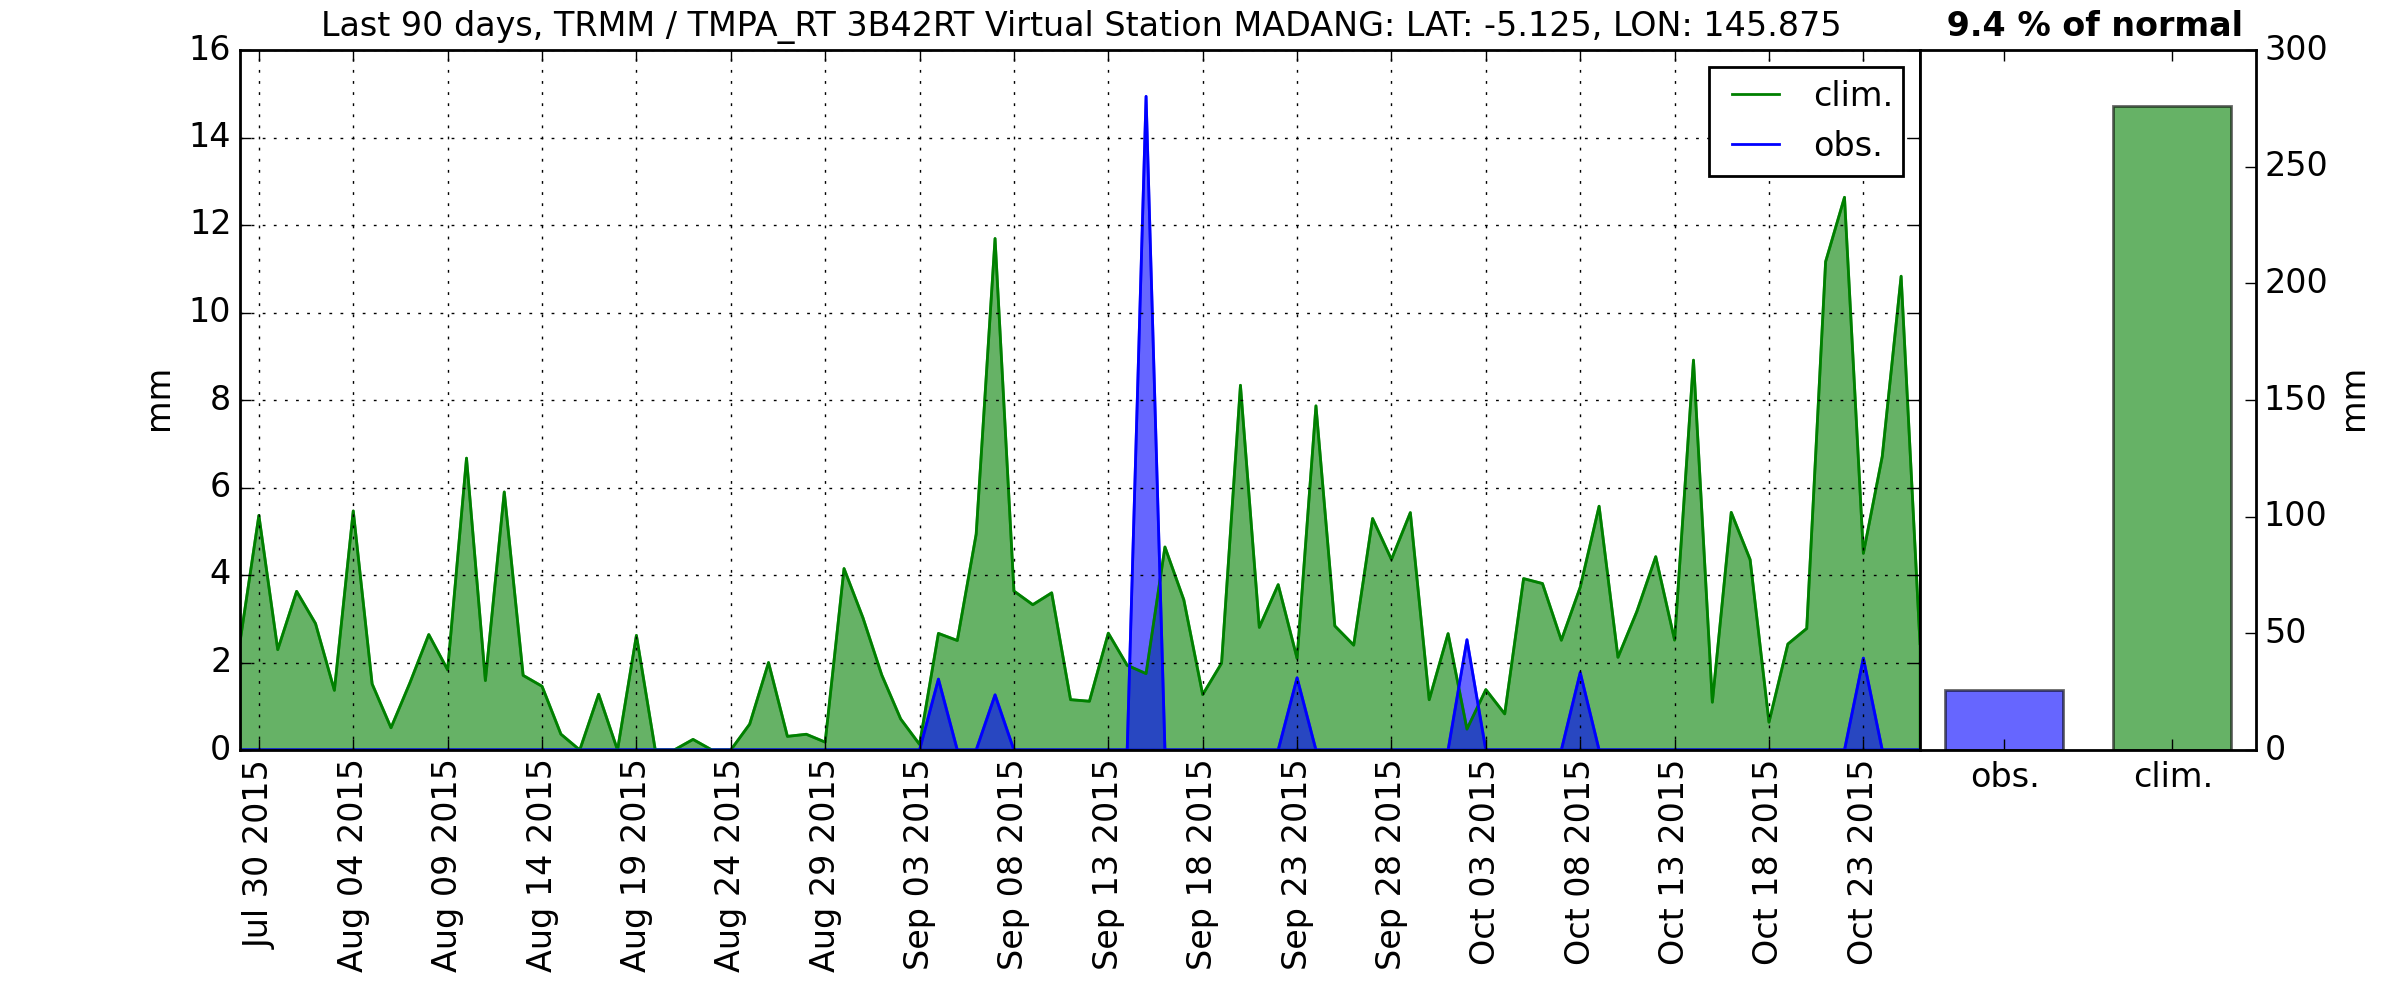 Last 90 days, TRMM / TMPA_RT 3B42RT Virtual Station MADANG: LAT: -5.125, LON: 145.875
9.4 % of normal
16
14
12
10
8
6
4
2
0
mm
clim.
obs.
300
250
200
150
100
50
0
mm
Jul 30 2015
Aug 04 2015
Aug 09 2015
Aug 14 2015
Aug 19 2015
Aug 24 2015
Aug 29 2015
Sep 03 2015
Sep 08 2015
Sep 13 2015
Sep 18 2015
Sep 23 2015
Sep 28 2015
Oct 03 2015
Oct 08 2015
Oct 13 2015
Oct 18 2015
Oct 23 2015
obs.
clim.